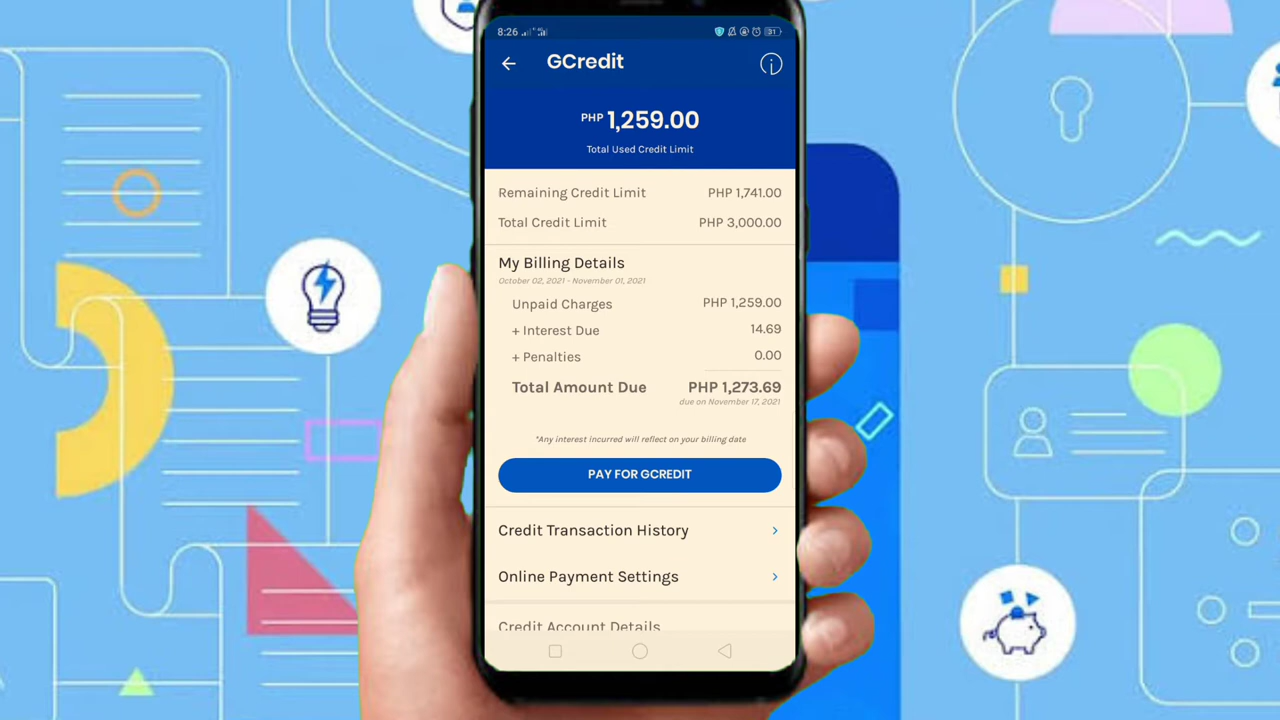 8:26
31
GCredit
PHP 1,259.00
Total Used Credit Limit
Remaining Credit Limit PHP 1,741.00
Total Credit Limit PHP 3,000.00
My Billing Details
October 02, 2021 - November 01, 2021
Unpaid Charges PHP 1,259.00
+ Interest Due 14.69
+ Penalties 0.00
Total Amount Due PHP 1,273.69
due on November 17, 2021
*Any interest incurred will reflect on your billing date
PAY FOR GCREDIT
Credit Transaction History
Online Payment Settings
Credit Account Details